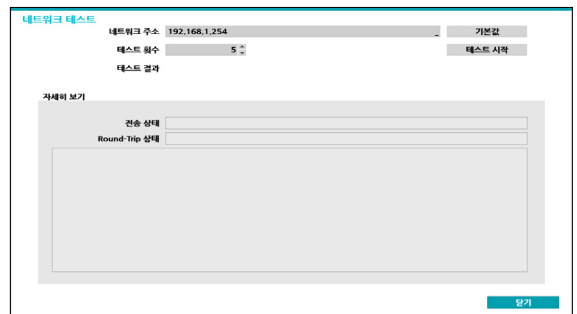 네트워크 테스트
네트워크 주소 192,168,1,254 _ 기본값
테스트 횟수 5 테스트 시작
테스트 결과
자세히 보기
전송 상태
Round-Trip 상태
닫기